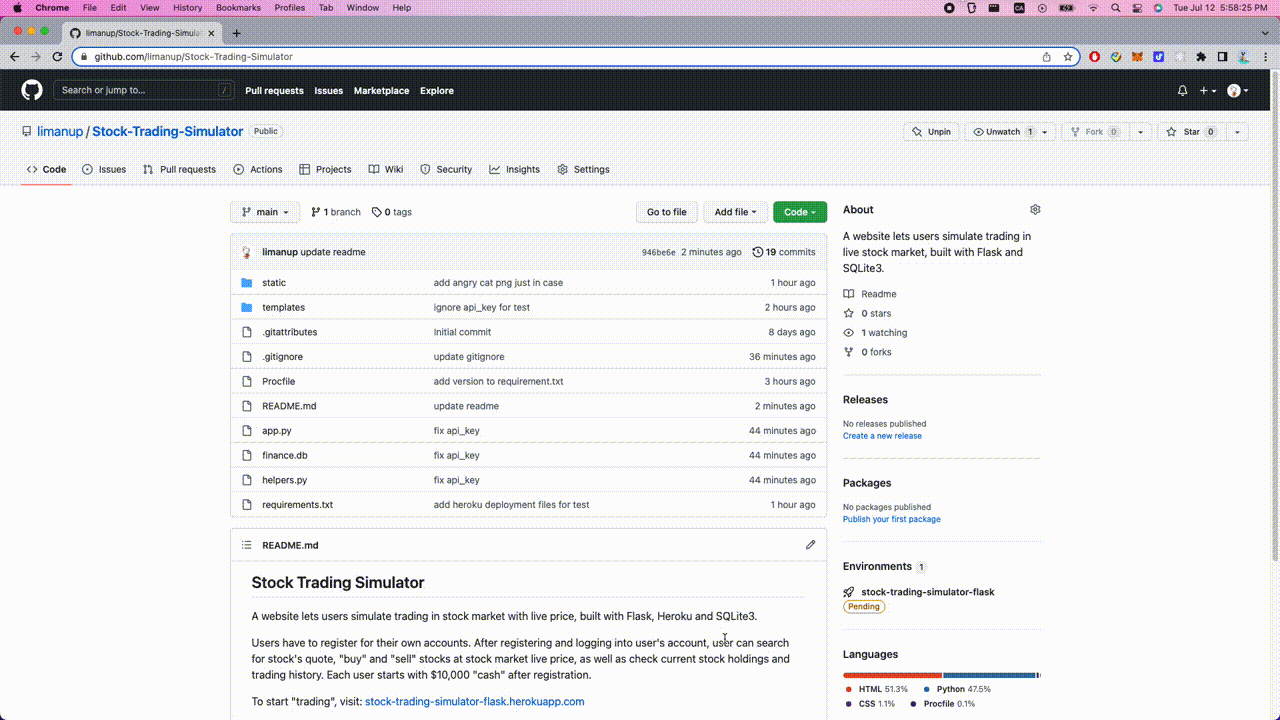 Chrome File Edit View History Bookmarks Profiles Tab Window Help CA Tue Jul 12 5:58:25 PM
limanup/Stock-Trading-Simula
github.com/limanup/Stock-Trading-Simulator
Search or jump to... / Pull requests Issues Marketplace Explore
limanup / Stock-Trading-Simulator Public Unpin Unwatch 1 Fork 0 Star 0
Code Issues Pull requests Actions Projects Wiki Security Insights Settings
main 1 branch 0 tags Go to file Add file Code
limanup update readme 946be6e 2 minutes ago 19 commits
static add angry cat png just in case 1 hour ago
templates ignore api_key for test 2 hours ago
.gitattributes Initial commit 8 days ago
.gitignore update gitignore 36 minutes ago
Procfile add version to requirement.txt 3 hours ago
README.md update readme 2 minutes ago
app.py fix api_key 44 minutes ago
finance.db fix api_key 44 minutes ago
helpers.py fix api_key 44 minutes ago
requirements.txt add heroku deployment files for test 1 hour ago
README.md
Stock Trading Simulator
A website lets users simulate trading in stock market with live price, built with Flask, Heroku and SQLite3.
Users have to register for their own accounts. After registering and logging into user's account, user can search
for stock's quote, "buy" and "sell" stocks at stock market live price, as well as check current stock holdings and
trading history. Each user starts with $10,000 "cash" after registration.
To start "trading", visit: stock-trading-simulator-flask.herokuapp.com
About
A website lets users simulate trading in
live stock market, built with Flask and
SQLite3.
Readme
0 stars
1 watching
0 forks
Releases
No releases published
Create a new release
Packages
No packages published
Publish your first package
Environments 1
stock-trading-simulator-flask
Pending
Languages
HTML 51.3% Python 47.5%
CSS 1.1% Procfile 0.1%